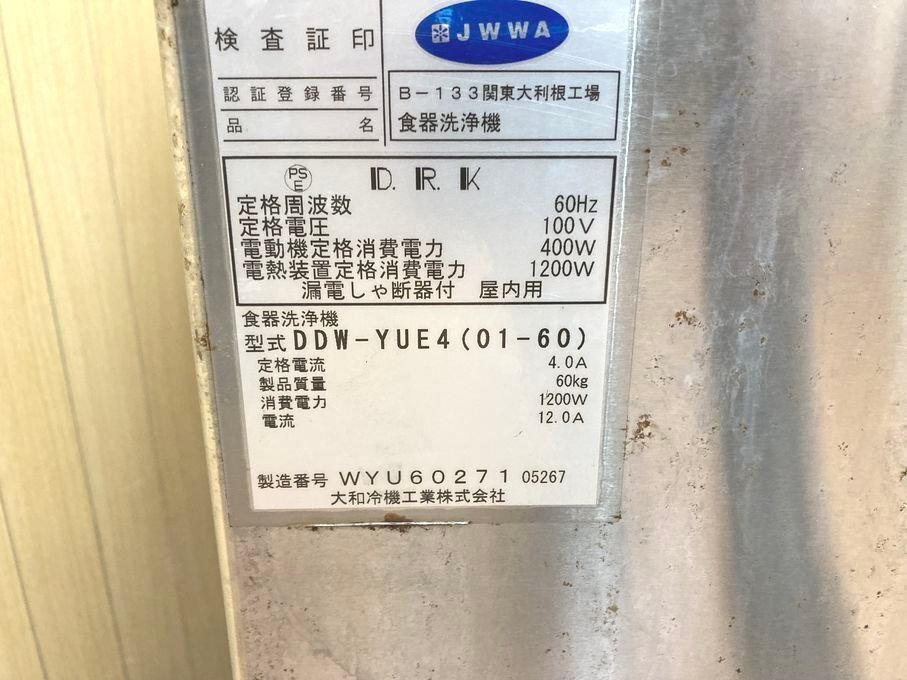 検査証印
JWWA
認証登録番号 B-133関東大利根工場
品名 食器洗浄機
PSE D.R.K
定格周波数 60Hz
定格電圧 100V
電動機定格消費電力 400W
電熱装置定格消費電力 1200W
漏電しゃ断器付 屋内用
食器洗浄機
型式 DDW-YUE4(01-60)
定格電流 4.0A
製品質量 60kg
消費電力 1200W
電流 12.0A
製造番号 WYU60271 05267
大和冷機工業株式会社